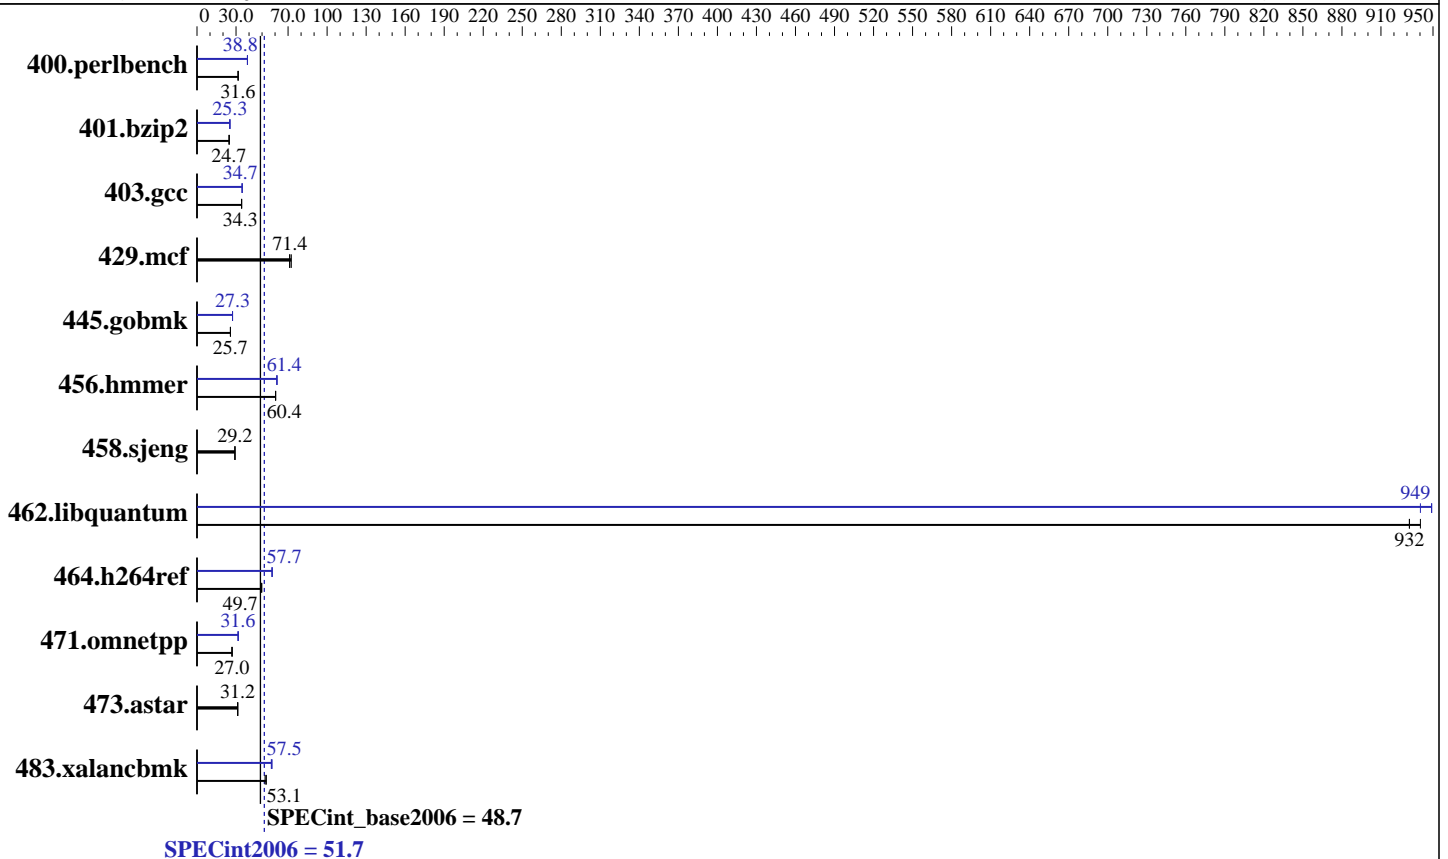 0 30.0 70.0 100 130 160 190 220 250 280 310 340 370 400 430 460 490 520 550 580 610 640 670 700 730 760 790 820 850 880 910 950
38.8
400.perlbench
31.6
25.3
401.bzip2
24.7
34.7
403.gcc
34.3
71.4
429.mcf
27.3
445.gobmk
25.7
61.4
456.hmmer
60.4
29.2
458.sjeng
949
462.libquantum
932
57.7
464.h264ref
49.7
31.6
471.omnetpp
27.0
31.2
473.astar
57.5
483.xalancbmk
53.1
SPECint_base2006 = 48.7
SPECint2006 = 51.7